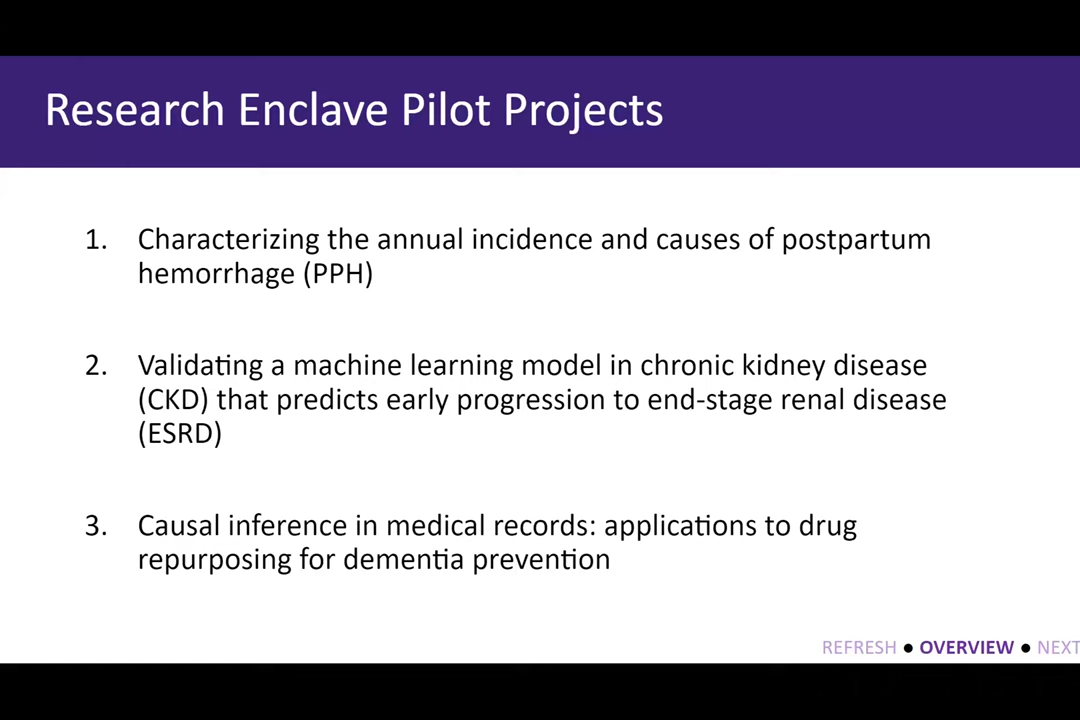 Research Enclave Pilot Projects
1. Characterizing the annual incidence and causes of postpartum
hemorrhage (PPH)
2. Validating a machine learning model in chronic kidney disease
(CKD) that predicts early progression to end-stage renal disease
(ESRD)
3. Causal inference in medical records: applications to drug
repurposing for dementia prevention
REFRESH ● OVERVIEW ● NEXT